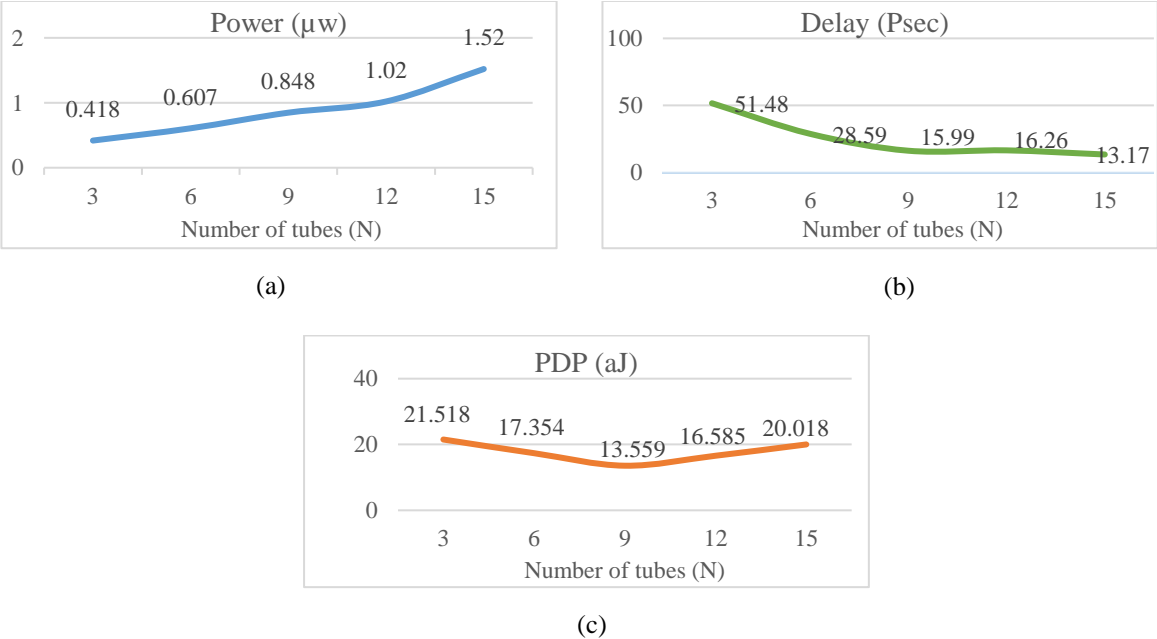 Power (µw)
2
1
0
0.418
0.607
0.848
1.02
1.52
3 6 9 12 15
Number of tubes (N)
(a)
Delay (Psec)
100
50
0
51.48
28.59
15.99
16.26
13.17
3 6 9 12 15
Number of tubes (N)
(b)
PDP (aJ)
40
20
0
21.518
17.354
13.559
16.585
20.018
3 6 9 12 15
Number of tubes (N)
(c)